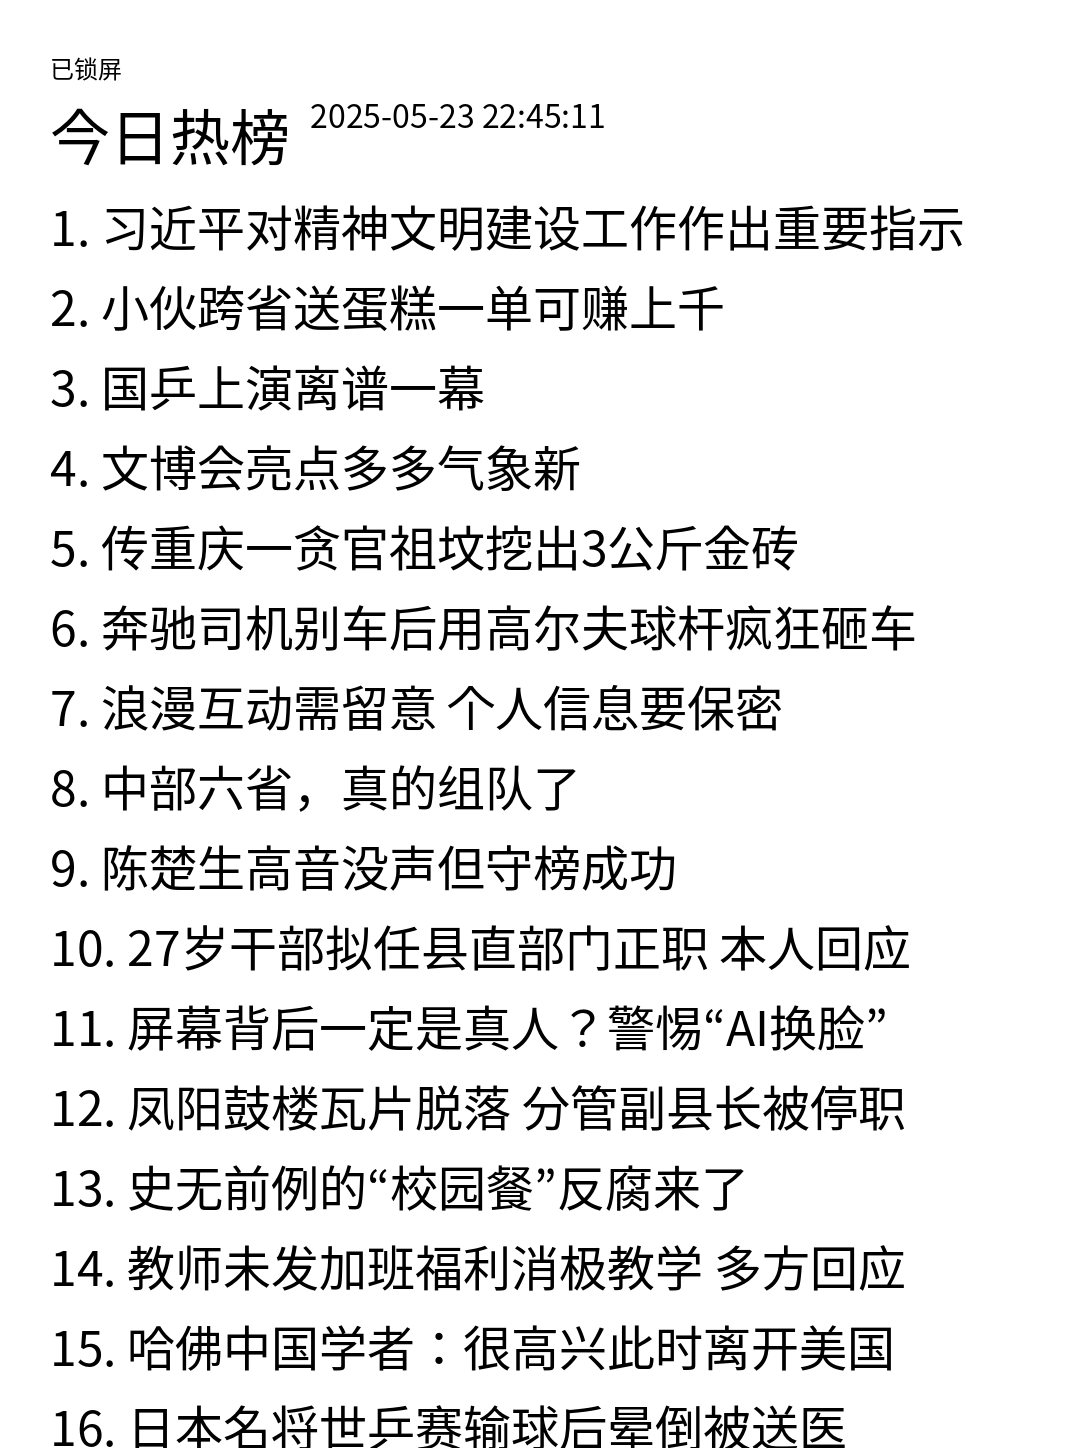 已锁屏
今日热榜 2025-05-23 22:45:11
1. 习近平对精神文明建设工作作出重要指示
2. 小伙跨省送蛋糕一单可赚上千
3. 国乒上演离谱一幕
4. 文博会亮点多多气象新
5. 传重庆一贪官祖坟挖出3公斤金砖
6. 奔驰司机别车后用高尔夫球杆疯狂砸车
7. 浪漫互动需留意 个人信息要保密
8. 中部六省，真的组队了
9. 陈楚生高音没声但守榜成功
10. 27岁干部拟任县直部门正职 本人回应
11. 屏幕背后一定是真人？警惕“AI换脸”
12. 凤阳鼓楼瓦片脱落 分管副县长被停职
13. 史无前例的“校园餐”反腐来了
14. 教师未发加班福利消极教学 多方回应
15. 哈佛中国学者：很高兴此时离开美国
16. 日本名将世乒赛输球后晕倒被送医